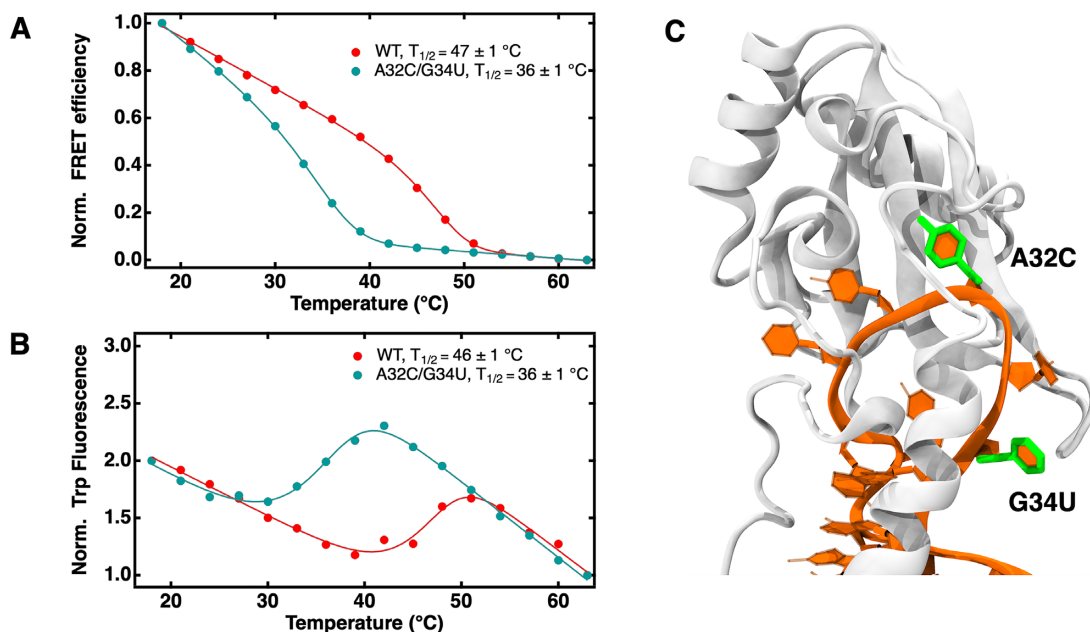 A
Norm. FRET efficiency
1.0
0.8
0.6
0.4
0.2
0.0
WT, T1/2 = 47 ± 1 °C
A32C/G34U, T1/2 = 36 ± 1 °C
20 30 40 50 60
Temperature (°C)
B
Norm. Trp Fluorescence
3.0
2.5
2.0
1.5
1.0
WT, T1/2 = 46 ± 1 °C
A32C/G34U, T1/2 = 36 ± 1 °C
20 30 40 50 60
Temperature (°C)
C
A32C
G34U